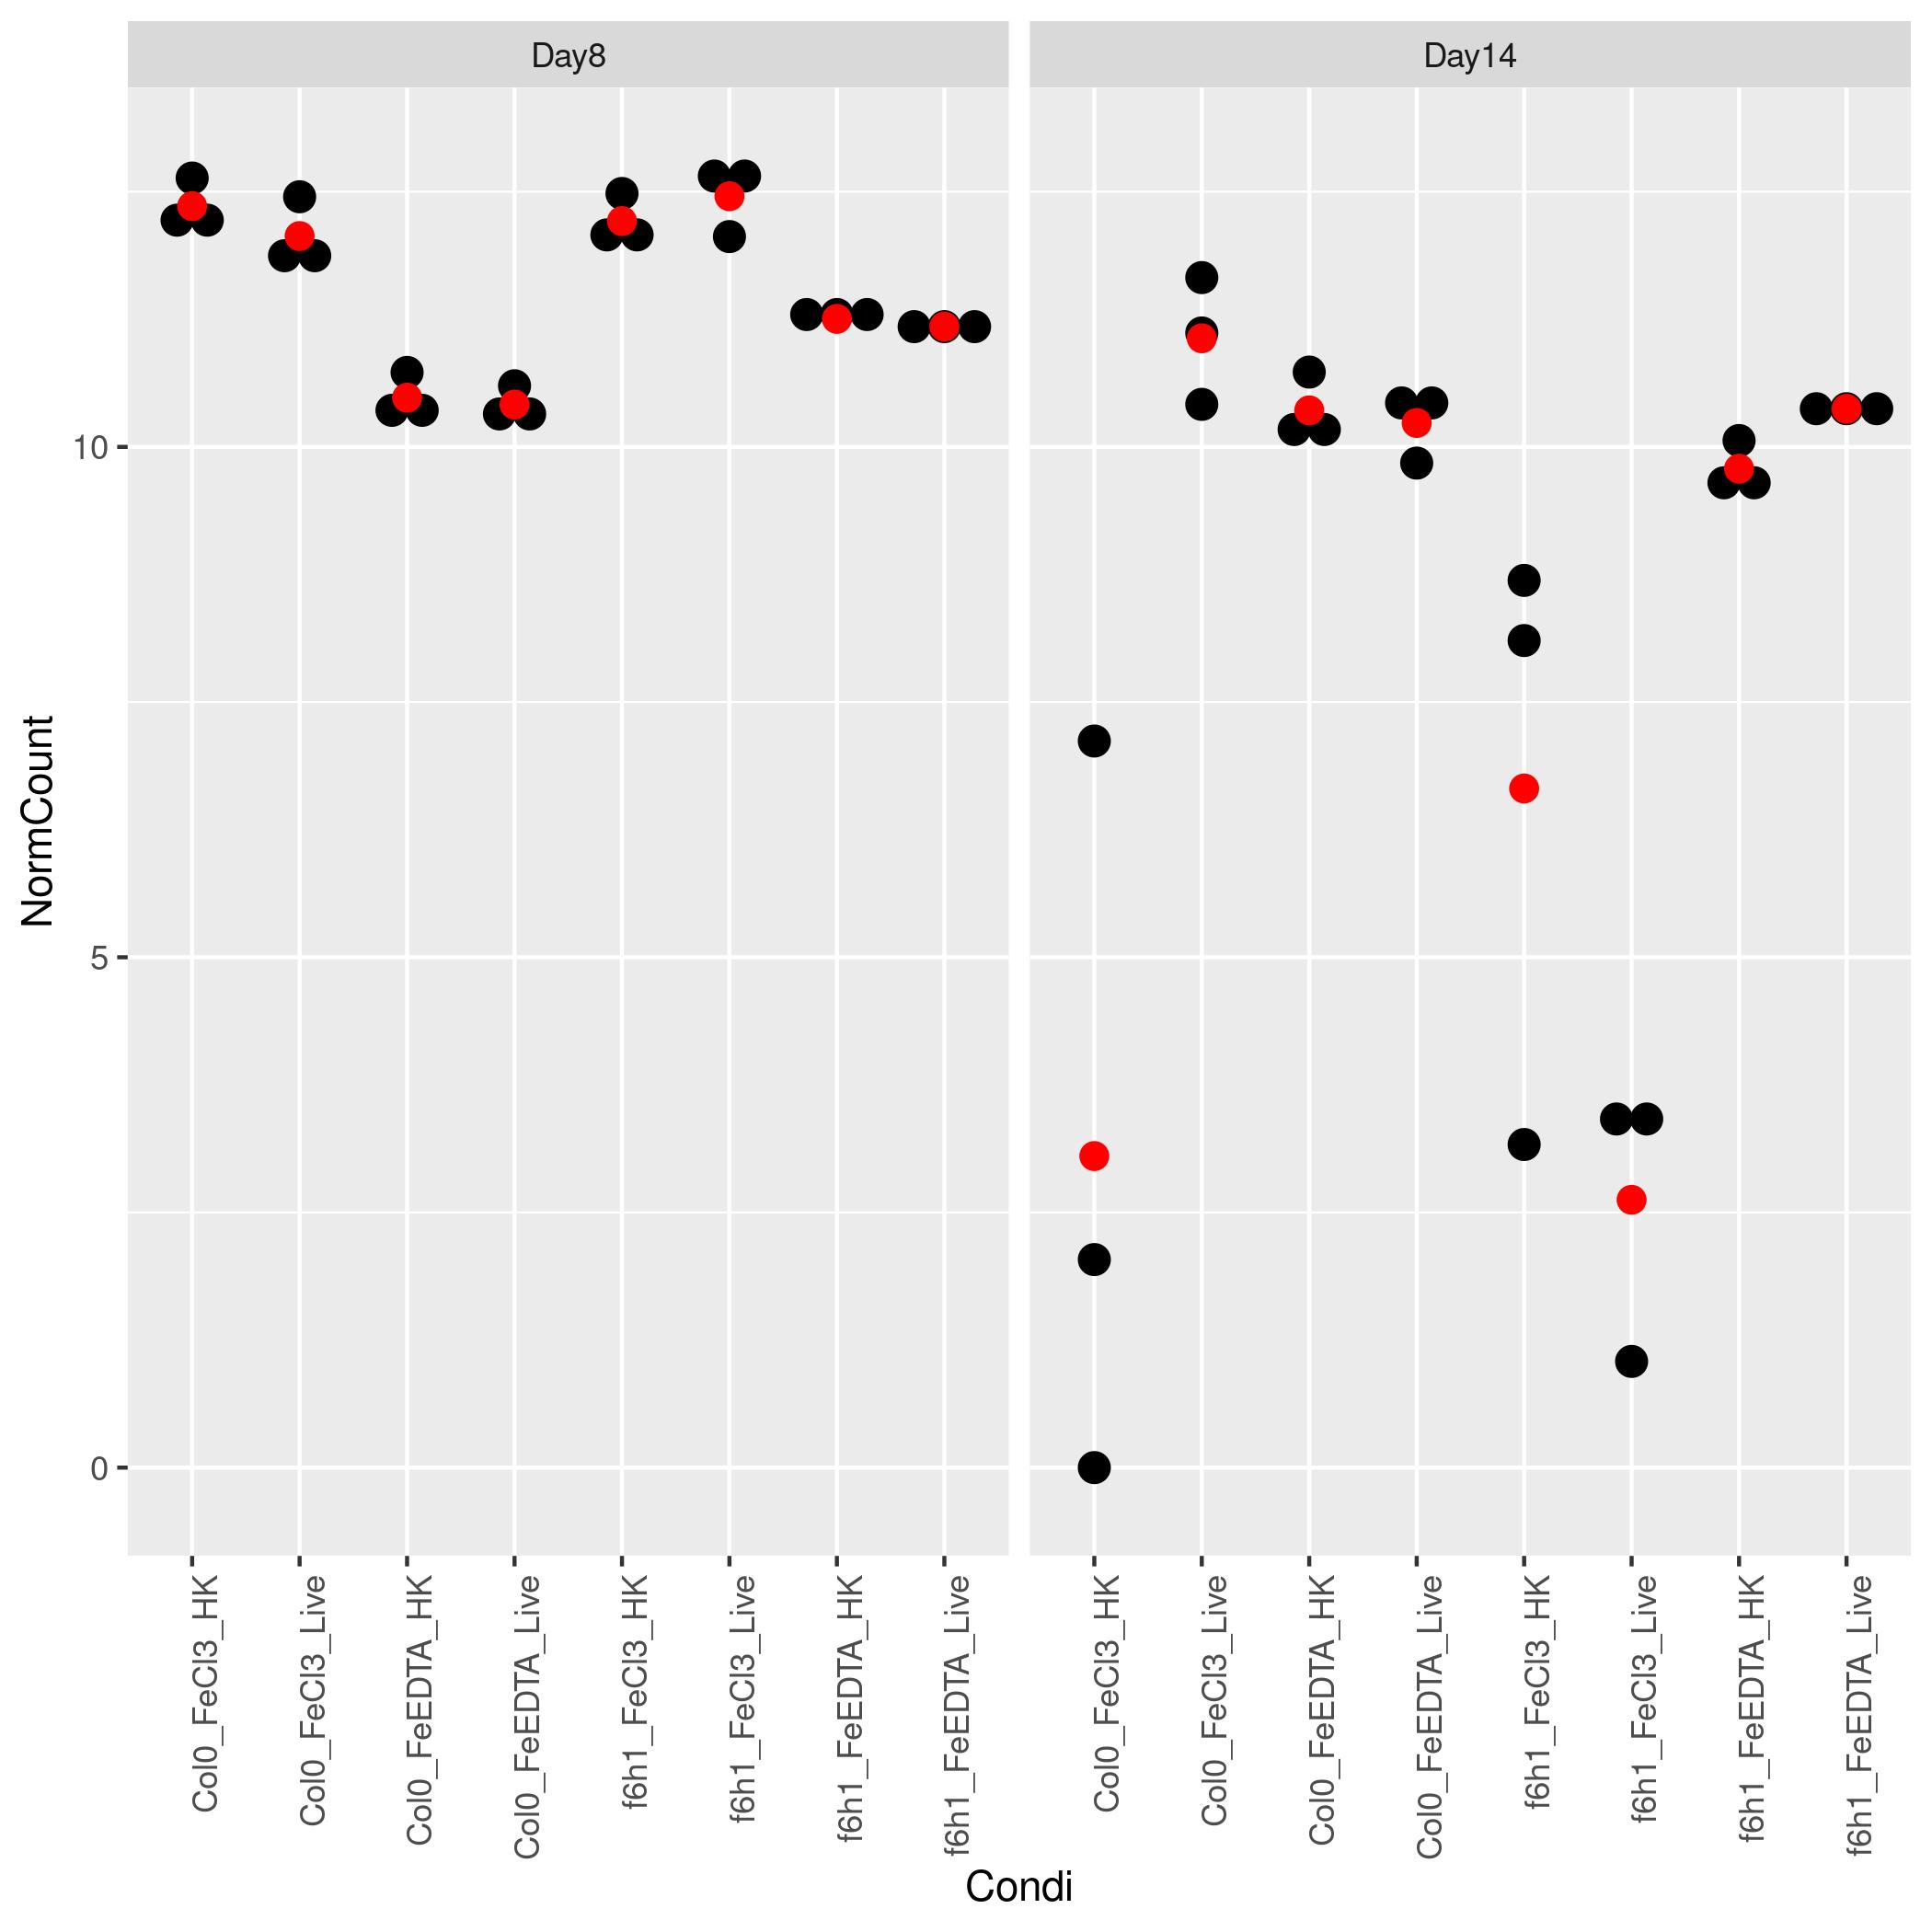 Day8
Day14
NormCount
10
5
0
Col0_FeCl3_HK
Col0_FeCl3_Live
Col0_FeEDTA_HK
Col0_FeEDTA_Live
f6h1_FeCl3_HK
f6h1_FeCl3_Live
f6h1_FeEDTA_HK
f6h1_FeEDTA_Live
Col0_FeCl3_HK
Col0_FeCl3_Live
Col0_FeEDTA_HK
Col0_FeEDTA_Live
f6h1_FeCl3_HK
f6h1_FeCl3_Live
f6h1_FeEDTA_HK
f6h1_FeEDTA_Live
Condi